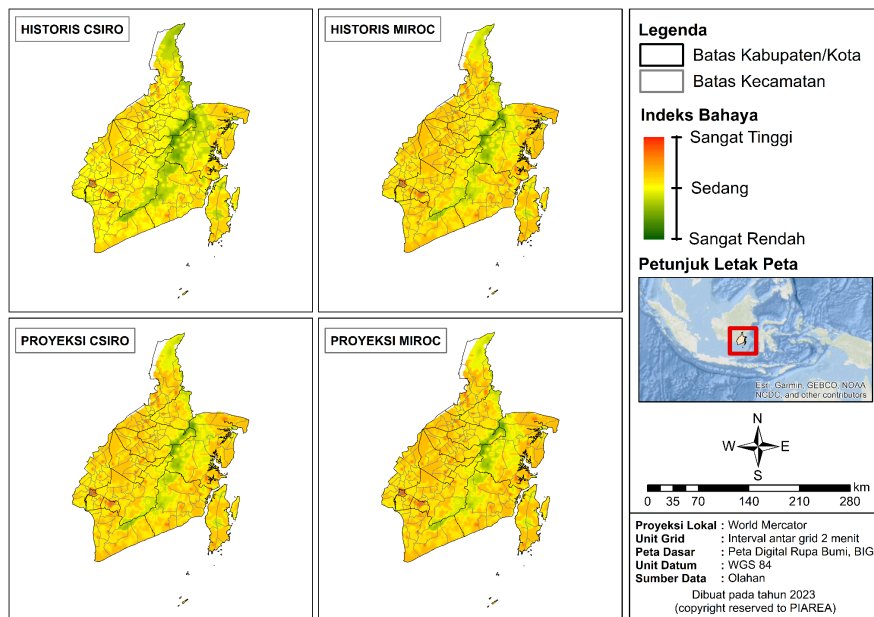 HISTORIS CSIRO
HISTORIS MIROC
PROYEKSI CSIRO
PROYEKSI MIROC
Legenda
Batas Kabupaten/Kota
Batas Kecamatan
Indeks Bahaya
Sangat Tinggi
Sedang
Sangat Rendah
Petunjuk Letak Peta
Esri, Garmin, GEBCO, NOAA
NGDC, and other contributors
N
W E
S
km
0 35 70 140 210 280
Proyeksi Lokal : World Mercator
Unit Grid : Interval antar grid 2 menit
Peta Dasar : Peta Digital Rupa Bumi, BIG
Unit Datum : WGS 84
Sumber Data : Olahan
Dibuat pada tahun 2023
(copyright reserved to PIAREA)